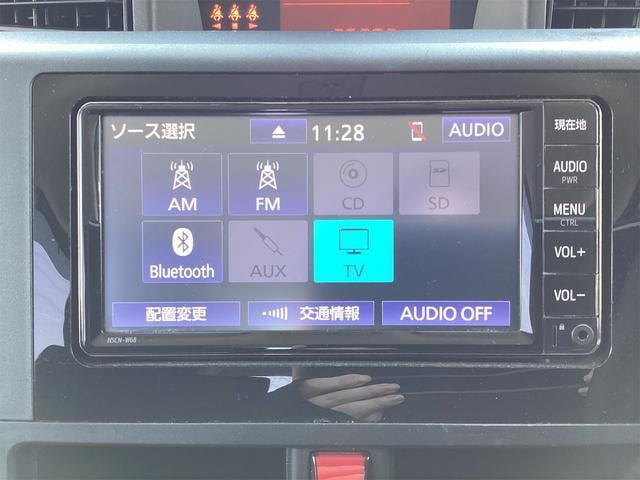 ソース選択
11:28
AUDIO
現在地
AM
FM
CD
SD
AUDIO
PWR
MENU
CTRL
Bluetooth
AUX
TV
VOL+
VOL−
配置変更
交通情報
AUDIO OFF
NSCN-W68